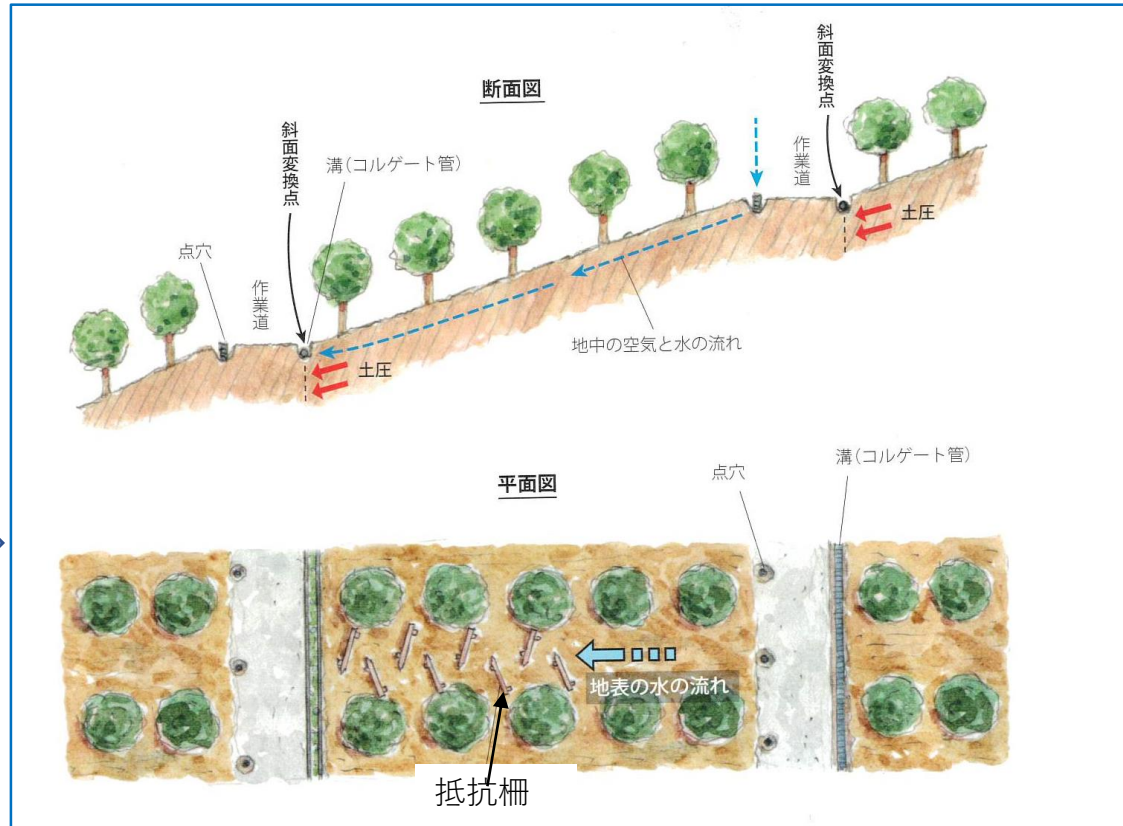 断面図
斜面変換点
作業道
土圧
斜面変換点
溝(コルゲート管)
点穴
作業道
地中の空気と水の流れ
土圧
平面図
点穴
溝(コルゲート管)
地表の水の流れ
抵抗柵